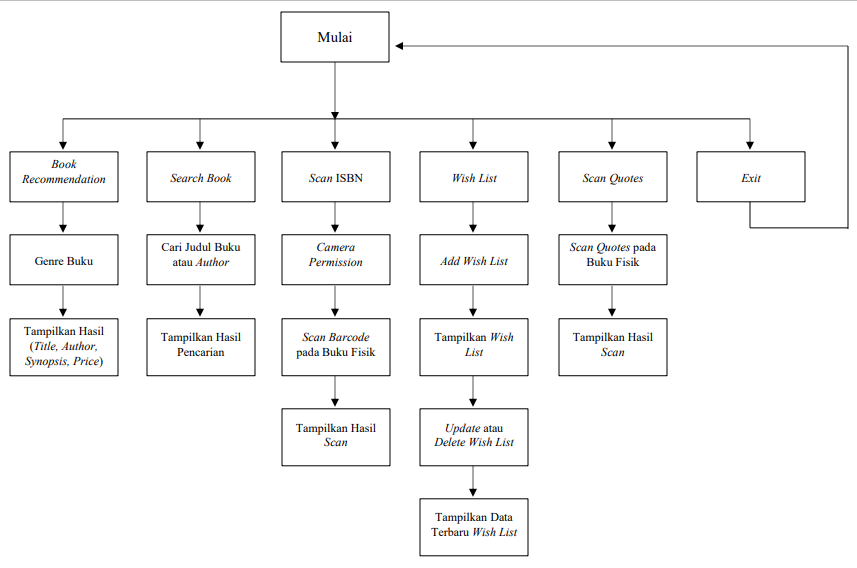 Mulai
Book
Recommendation
Search Book
Scan ISBN
Wish List
Scan Quotes
Exit
Genre Buku
Cari Judul Buku
atau Author
Camera
Permission
Add Wish List
Scan Quotes pada
Buku Fisik
Tampilkan Hasil
(Title, Author,
Synopsis, Price)
Tampilkan Hasil
Pencarian
Scan Barcode
pada Buku Fisik
Tampilkan Wish
List
Tampilkan Hasil
Scan
Tampilkan Hasil
Scan
Update atau
Delete Wish List
Tampilkan Data
Terbaru Wish List